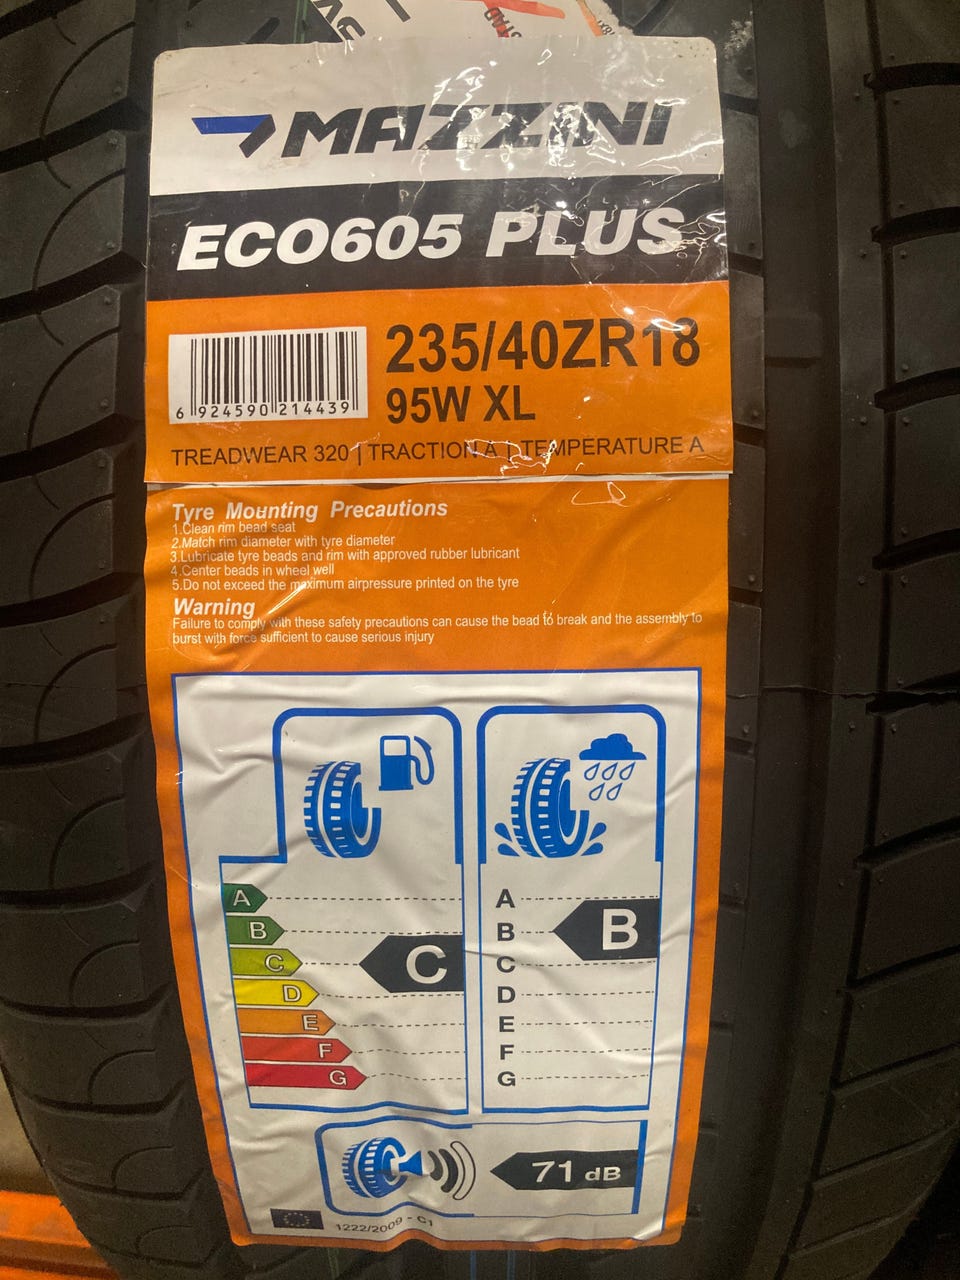 MAZZINI
ECO605 PLUS
235/40ZR18
95W XL
6 924590 214439
TREADWEAR 320 | TRACTION A | TEMPERATURE A
Tyre Mounting Precautions
1.Clean rim bead seat
2.Match rim diameter with tyre diameter
3.Lubricate tyre beads and rim with approved rubber lubricant
4.Center beads in wheel well
5.Do not exceed the maximum airpressure printed on the tyre
Warning
Failure to comply with these safety precautions can cause the bead to break and the assembly to
burst with force sufficient to cause serious injury
A
B
C
D
E
F
G
C
A
B
C
D
E
F
G
B
71 dB
1222/2009 - C1